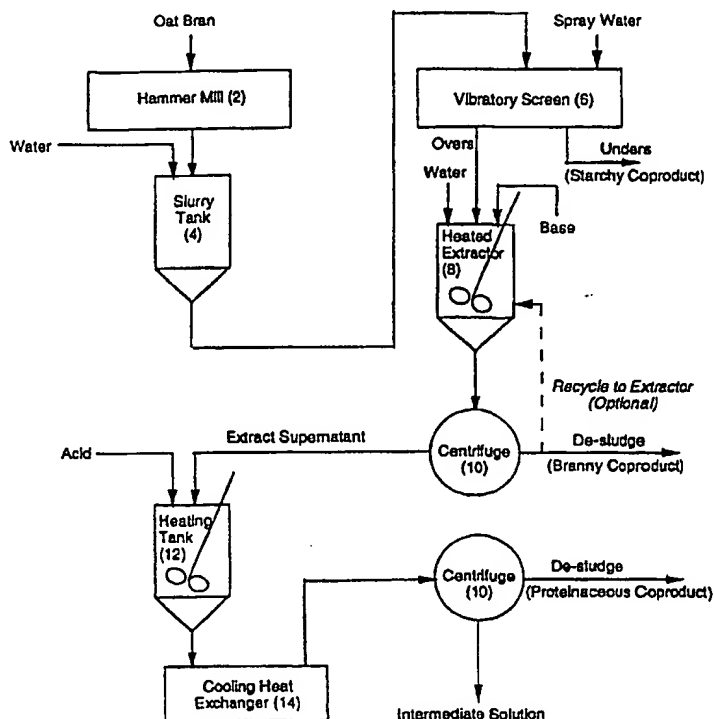 Oat Bran
Spray Water
Hammer Mill (2)
Vibratory Screen (6)
Water
Overs
Unders
(Starchy Coproduct)
Water
Slurry
Tank
(4)
Base
Heated
Extractor
(8)
Recycle to Extractor
(Optional)
Extract Supernatant
Acid
Centrifuge
(10)
De-sludge
(Branny Coproduct)
Heating
Tank
(12)
Centrifuge
(10)
De-sludge
(Proteinaceous Coproduct)
Cooling Heat
Exchanger (14)
Intermediate Solution